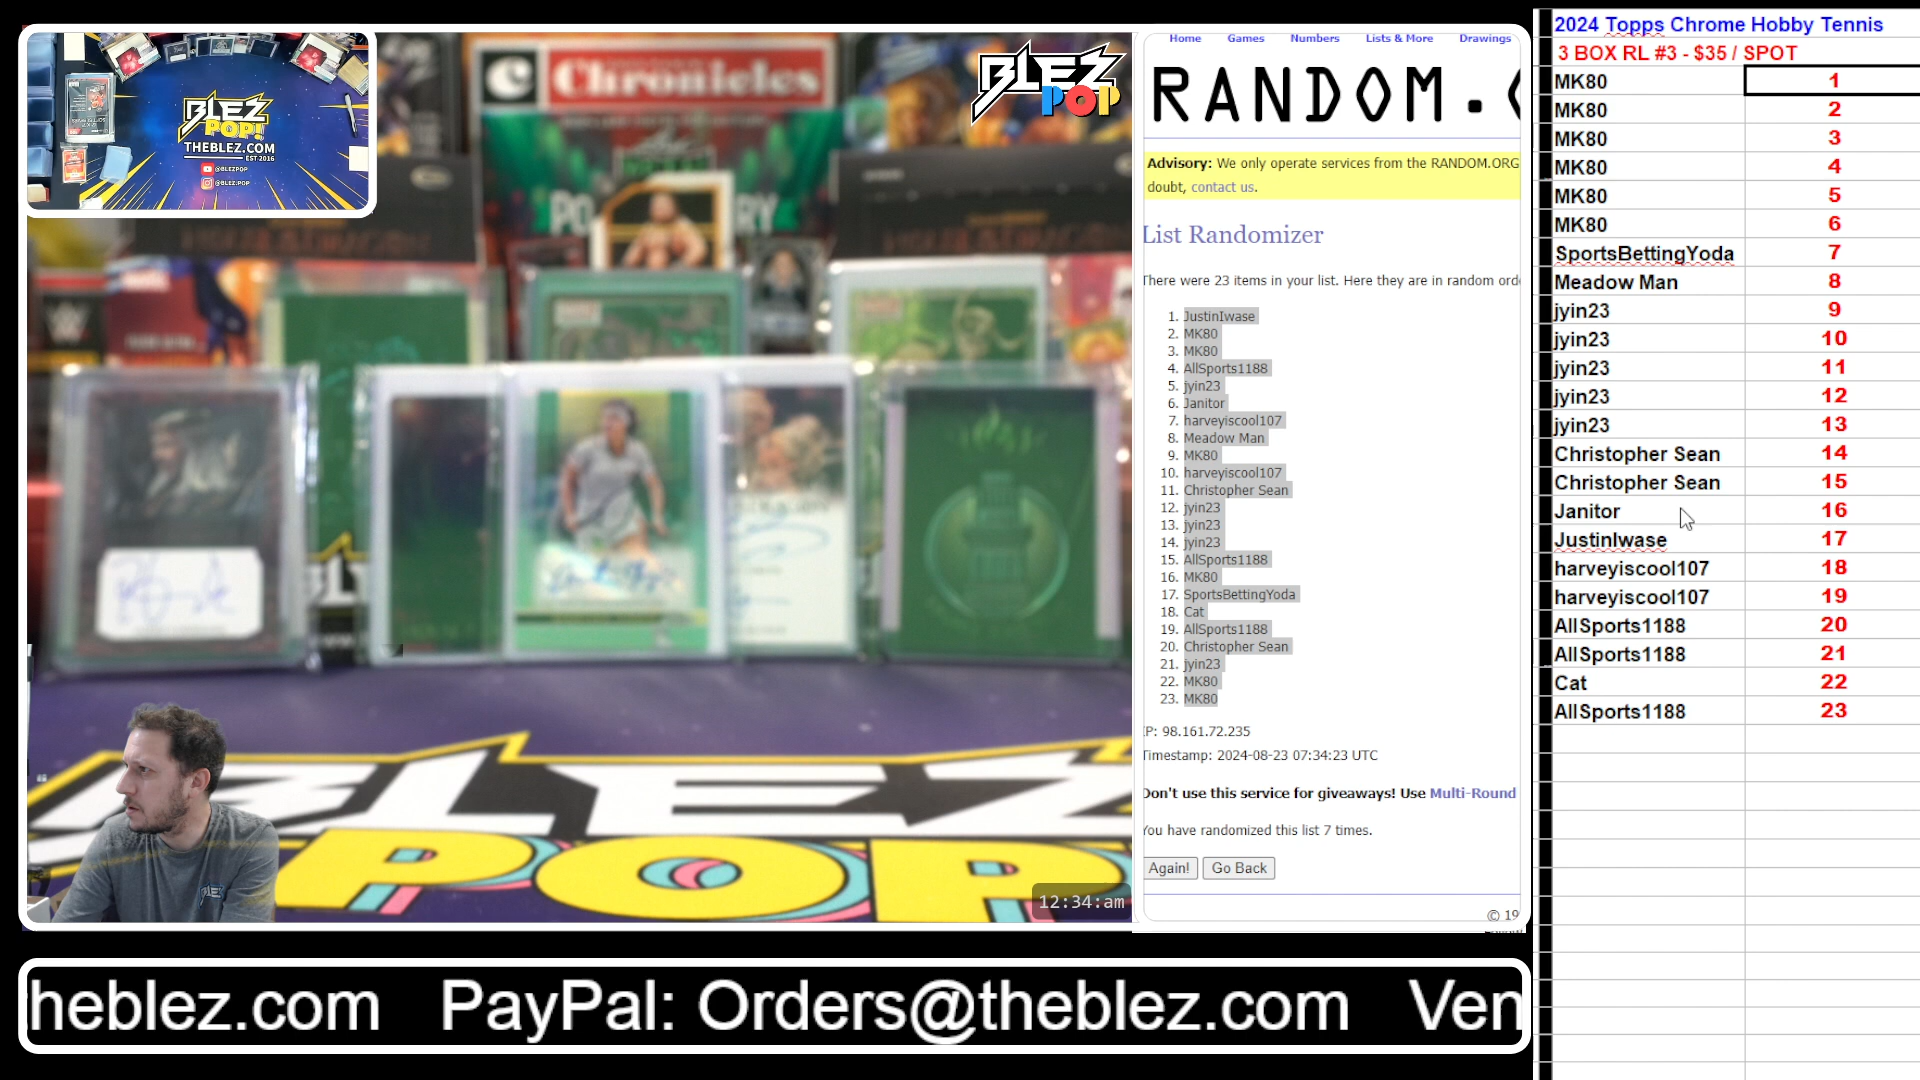 BLEZ
POP!
THEBLEZ.COM
EST 2016
@BLEZPOP
@BLEZ.POP
C Chronicles
BLEZ
POP
W
BLEZ
POP
12:34:am
Home Games Numbers Lists & More Drawings
RANDOM.
Advisory: We only operate services from the RANDOM.ORG
doubt, contact us.
List Randomizer
There were 23 items in your list. Here they are in random
1. JustinIwase
2. MK80
3. MK80
4. AllSports1188
5. jyin23
6. Janitor
7. harveyiscool107
8. Meadow Man
9. MK80
10. harveyiscool107
11. Christopher Sean
12. jyin23
13. jyin23
14. jyin23
15. AllSports1188
16. MK80
17. SportsBettingYoda
18. Cat
19. AllSports1188
20. Christopher Sean
21. jyin23
22. MK80
23. MK80
IP: 98.161.72.235
Timestamp: 2024-08-23 07:34:23 UTC
Don't use this service for giveaways! Use Multi-Round
You have randomized this list 7 times.
Again! Go Back
© 19
2024 Topps Chrome Hobby Tennis
3 BOX RL #3 - $35 / SPOT
MK80 1
MK80 2
MK80 3
MK80 4
MK80 5
MK80 6
SportsBettingYoda 7
Meadow Man 8
jyin23 9
jyin23 10
jyin23 11
jyin23 12
jyin23 13
Christopher Sean 14
Christopher Sean 15
Janitor 16
JustinIwase 17
harveyiscool107 18
harveyiscool107 19
AllSports1188 20
AllSports1188 21
Cat 22
AllSports1188 23
heblez.com PayPal: Orders@theblez.com Ven